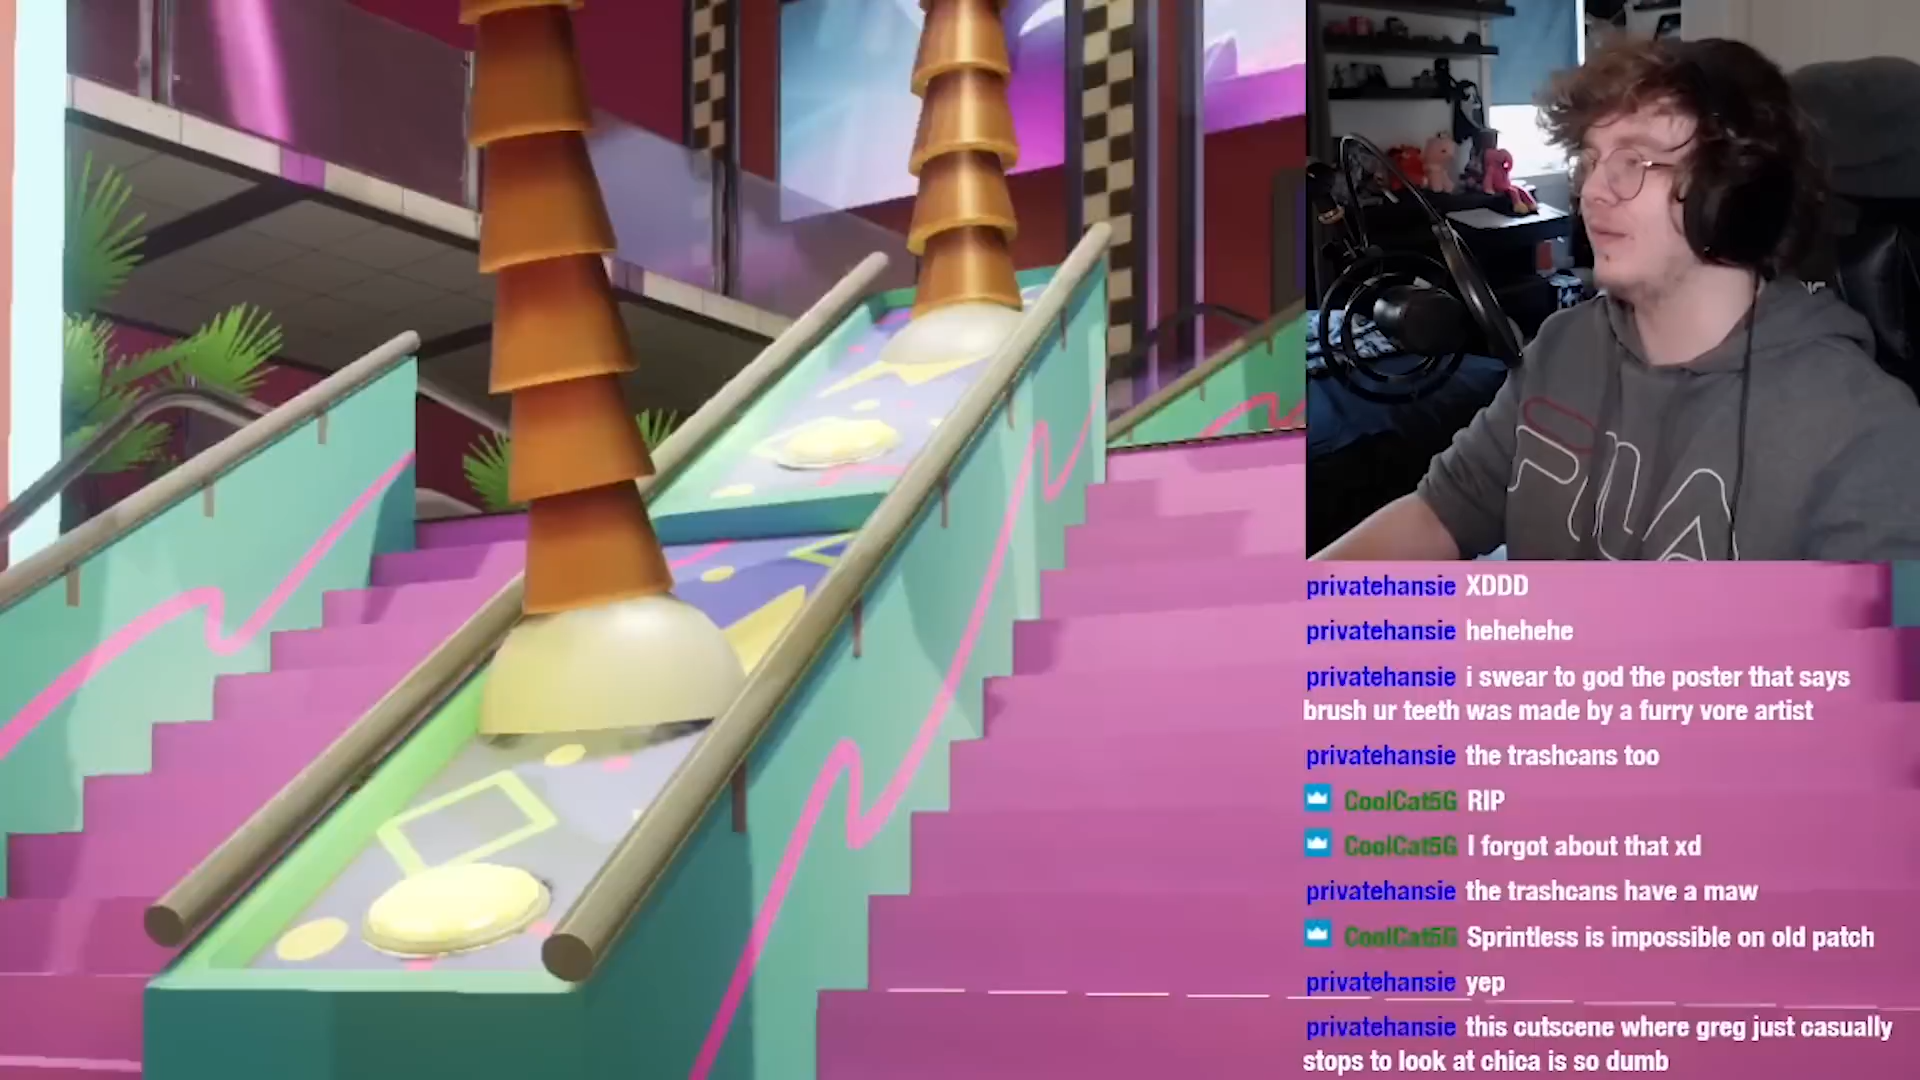 FILA
privatehansie XDDD
privatehansie hehehehe
privatehansie i swear to god the poster that says
brush ur teeth was made by a furry vore artist
privatehansie the trashcans too
CoolCat5G RIP
CoolCat5G I forgot about that xd
privatehansie the trashcans have a maw
CoolCat5G Sprintless is impossible on old patch
privatehansie yep
privatehansie this cutscene where greg just casually
stops to look at chica is so dumb